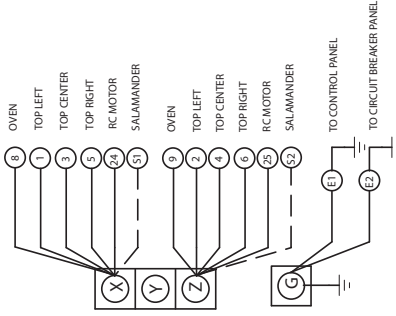 OVEN
TOP LEFT
TOP CENTER
TOP RIGHT
RC MOTOR
SALAMANDER
OVEN
TOP LEFT
TOP CENTER
TOP RIGHT
RC MOTOR
SALAMANDER
TO CONTROL PANEL
TO CIRCUIT BREAKER PANEL
8
1
3
5
24
S1
9
2
4
6
25
S2
E1
E2
X
Y
Z
G